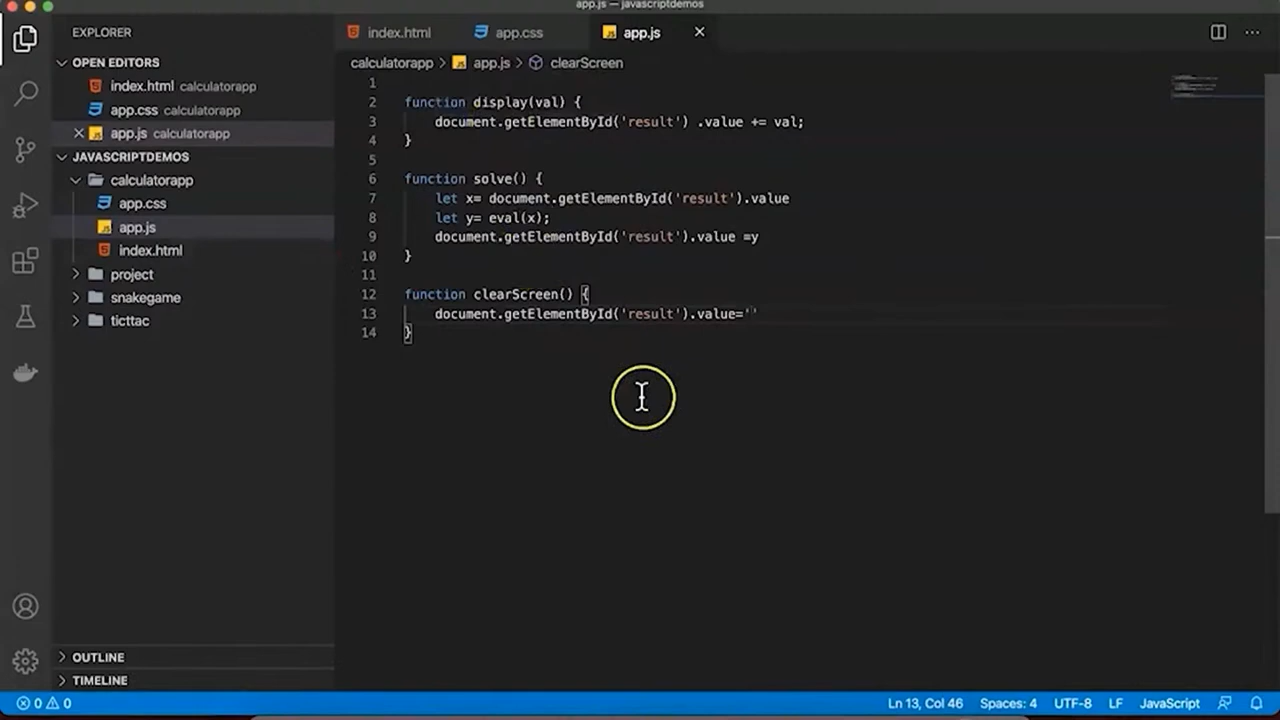 app.js — javascriptdemos
EXPLORER
index.html
app.css
app.js
OPEN EDITORS
calculatorapp > app.js > clearScreen
index.html calculatorapp
app.css calculatorapp
app.js calculatorapp
JAVASCRIPTDEMOS
calculatorapp
app.css
app.js
index.html
project
snakegame
ticttac
1
2 function display(val) {
3 document.getElementById('result') .value += val;
4 }
5
6 function solve() {
7 let x= document.getElementById('result').value
8 let y= eval(x);
9 document.getElementById('result').value =y
10 }
11
12 function clearScreen() {
13 document.getElementById('result').value=''
14 }
OUTLINE
TIMELINE
0 0
Ln 13, Col 46 Spaces: 4 UTF-8 LF JavaScript